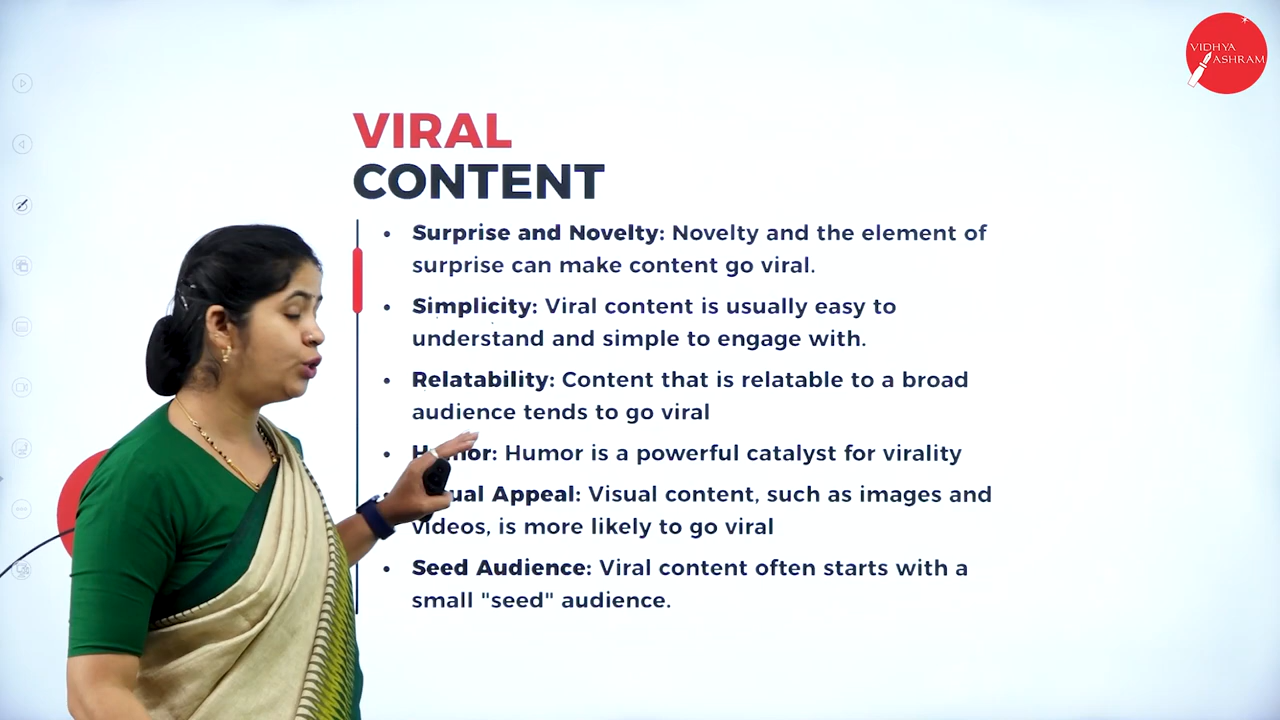 VIDHYA
ASHRAM
VIRAL
CONTENT
• Surprise and Novelty: Novelty and the element of
surprise can make content go viral.
• Simplicity: Viral content is usually easy to
understand and simple to engage with.
• Relatability: Content that is relatable to a broad
audience tends to go viral
• Humor: Humor is a powerful catalyst for virality
Appeal: Visual content, such as images and
videos, is more likely to go viral
• Seed Audience: Viral content often starts with a
small "seed" audience.